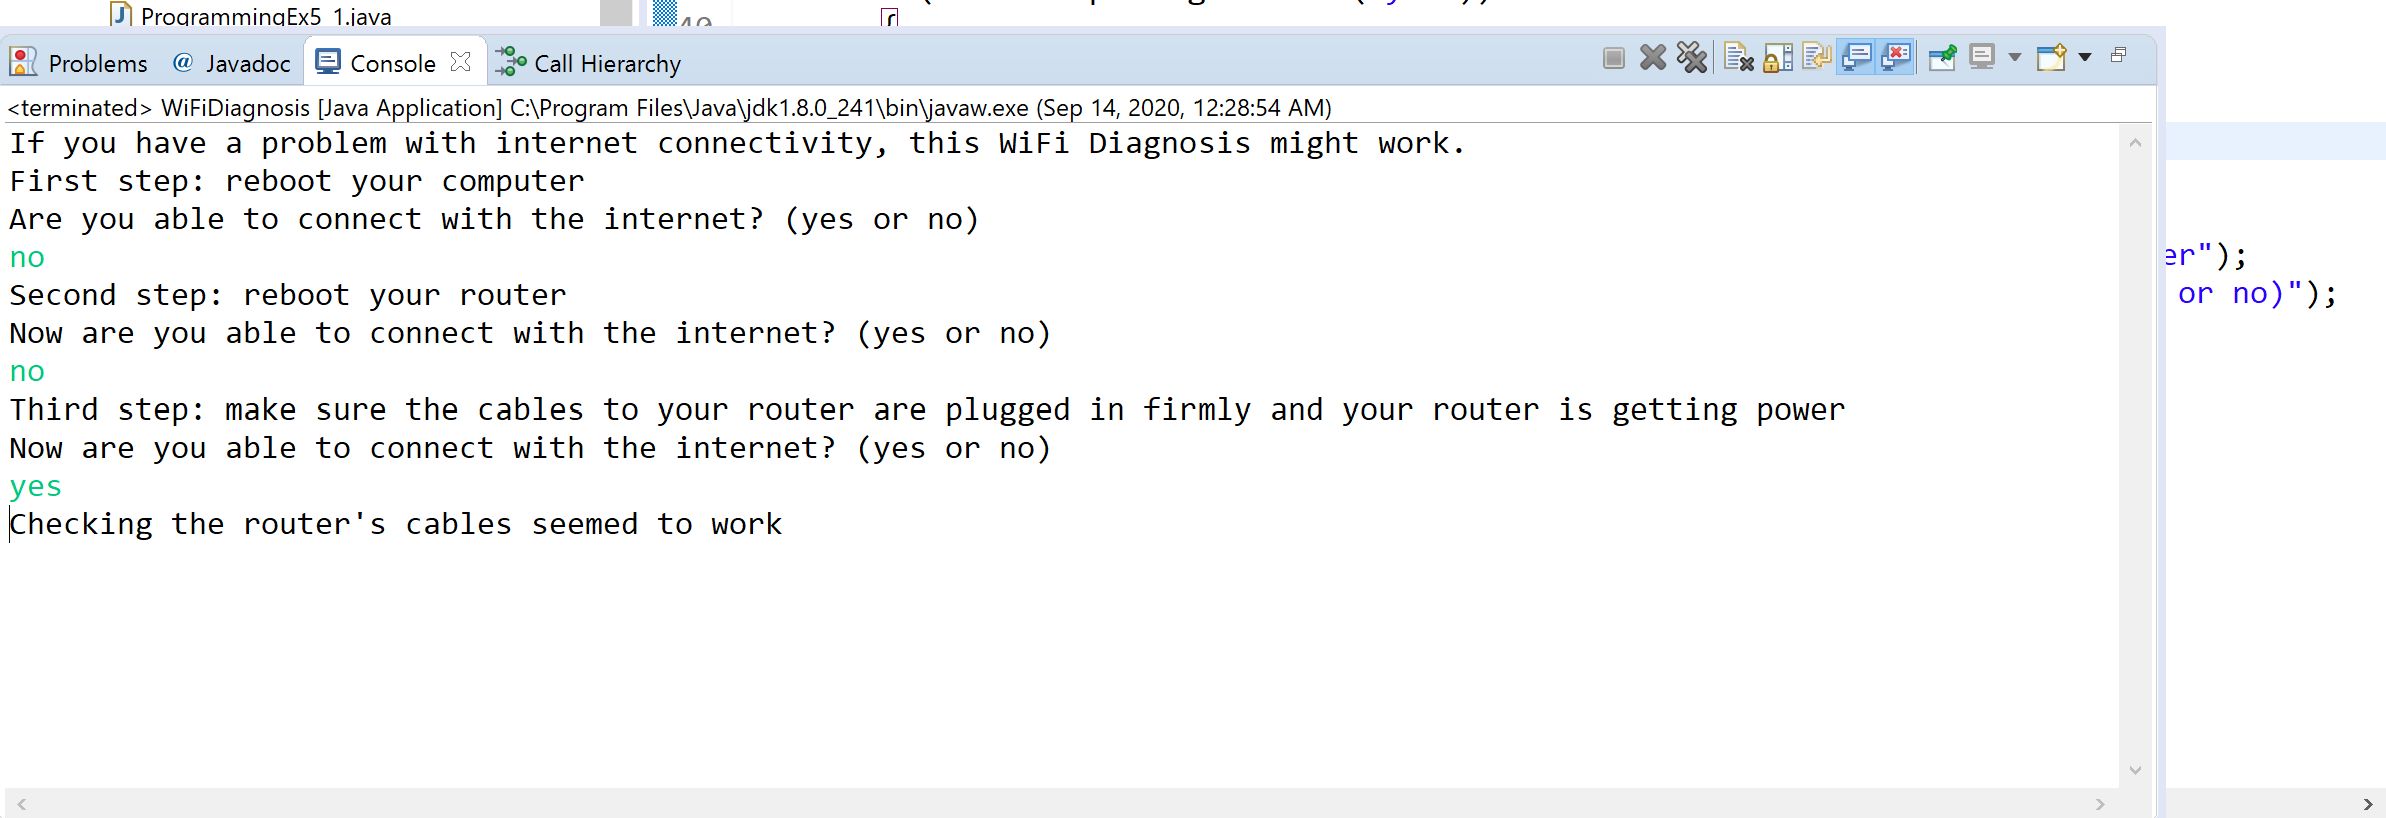 ProgrammingEx5_1.java
40
Problems
@ Javadoc
Console
Call Hierarchy
<terminated> WiFiDiagnosis [Java Application] C:\Program Files\Java\jdk1.8.0_241\bin\javaw.exe (Sep 14, 2020, 12:28:54 AM)
If you have a problem with internet connectivity, this WiFi Diagnosis might work.
First step: reboot your computer
Are you able to connect with the internet? (yes or no)
no
er");
Second step: reboot your router
or no)");
Now are you able to connect with the internet? (yes or no)
no
Third step: make sure the cables to your router are plugged in firmly and your router is getting power
Now are you able to connect with the internet? (yes or no)
yes
Checking the router's cables seemed to work